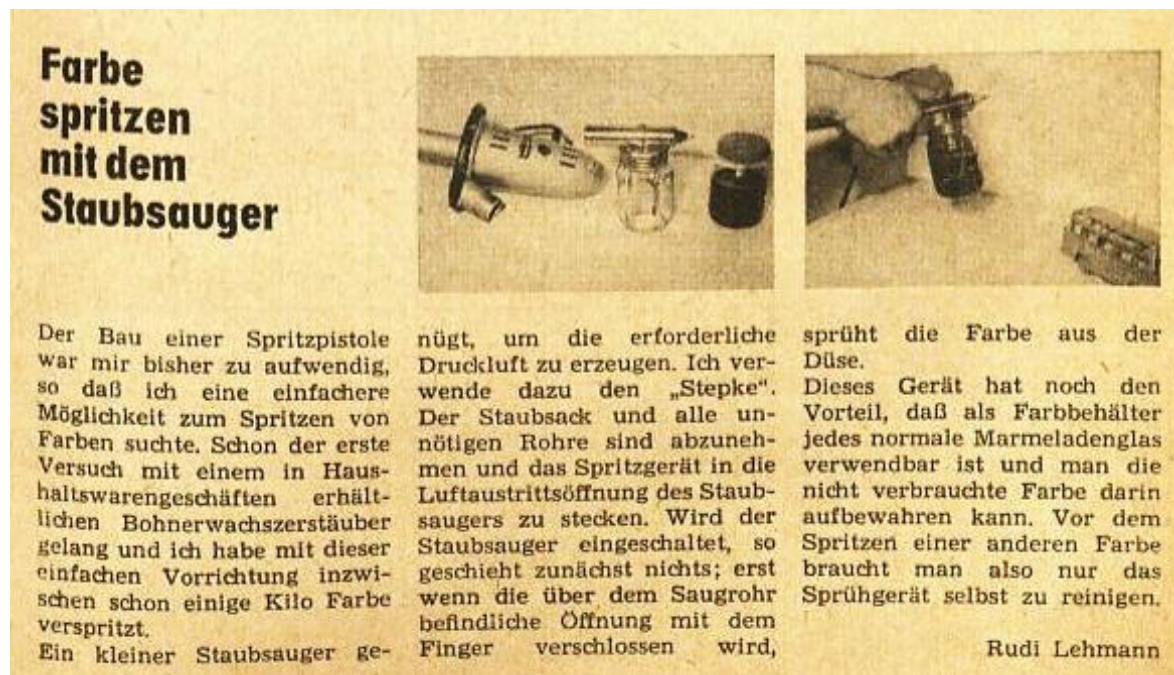 Farbe
spritzen
mit dem
Staubsauger
Der Bau einer Spritzpistole
war mir bisher zu aufwendig,
so daß ich eine einfachere
Möglichkeit zum Spritzen von
Farben suchte. Schon der erste
Versuch mit einem in Haus-
haltswarengeschäften erhält-
lichen Bohnerwachszerstäuber
gelang und ich habe mit dieser
einfachen Vorrichtung inzwi-
schen schon einige Kilo Farbe
verspritzt.
Ein kleiner Staubsauger ge-
nügt, um die erforderliche
Druckluft zu erzeugen. Ich ver-
wende dazu den „Stepke“.
Der Staubsack und alle un-
nötigen Rohre sind abzuneh-
men und das Spritzgerät in die
Luftaustrittsöffnung des Staub-
saugers zu stecken. Wird der
Staubsauger eingeschaltet, so
geschieht zunächst nichts; erst
wenn die über dem Saugrohr
befindliche Öffnung mit dem
Finger verschlossen wird,
sprüht die Farbe aus der
Düse.
Dieses Gerät hat noch den
Vorteil, daß als Farbbehälter
jedes normale Marmeladenglas
verwendbar ist und man die
nicht verbrauchte Farbe darin
aufbewahren kann. Vor dem
Spritzen einer anderen Farbe
braucht man also nur das
Sprühgerät selbst zu reinigen.
Rudi Lehmann